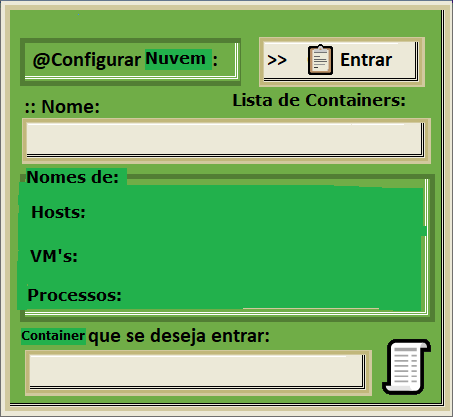 @Configurar Nuvem :
>> Entrar
:: Nome:
Lista de Containers:
Nomes de:
Hosts:
VM's:
Processos:
Container que se deseja entrar: